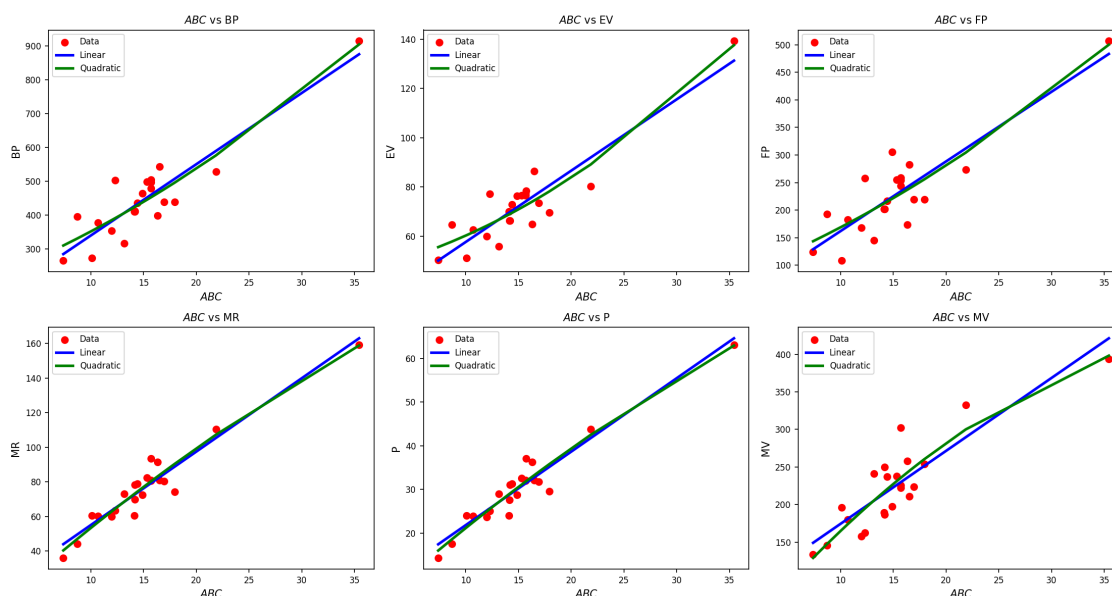 ABC vs BP
900
800
700
600
500
400
300
BP
10 15 20 25 30 35
ABC
Data
Linear
Quadratic
ABC vs EV
140
120
100
80
60
EV
10 15 20 25 30 35
ABC
Data
Linear
Quadratic
ABC vs FP
500
450
400
350
300
250
200
150
100
FP
10 15 20 25 30 35
ABC
Data
Linear
Quadratic
ABC vs MR
160
140
120
100
80
60
40
MR
10 15 20 25 30 35
ABC
Data
Linear
Quadratic
ABC vs P
60
50
40
30
20
P
10 15 20 25 30 35
ABC
Data
Linear
Quadratic
ABC vs MV
400
350
300
250
200
150
MV
10 15 20 25 30 35
ABC
Data
Linear
Quadratic